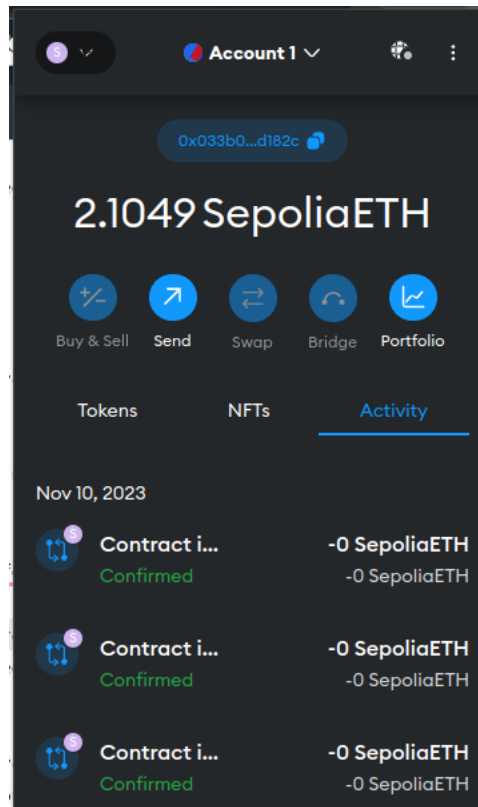 S
Account 1
0x033b0...d182c
2.1049 SepoliaETH
Buy & Sell Send Swap Bridge Portfolio
Tokens NFTs Activity
Nov 10, 2023
S
Contract i... -0 SepoliaETH
Confirmed -0 SepoliaETH
S
Contract i... -0 SepoliaETH
Confirmed -0 SepoliaETH
S
Contract i... -0 SepoliaETH
Confirmed -0 SepoliaETH